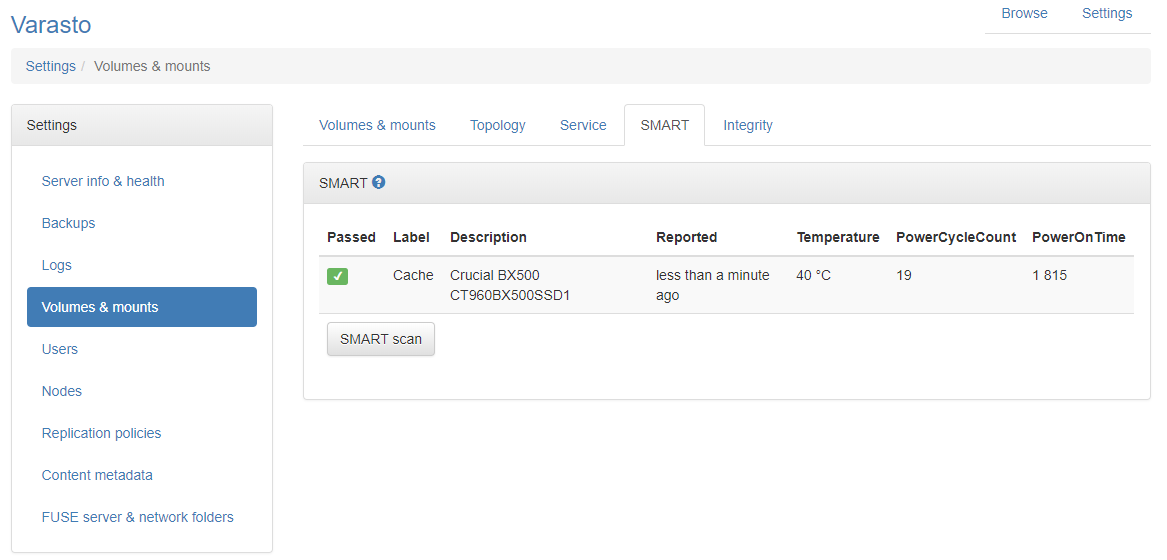 Varasto
Browse Settings
Settings / Volumes & mounts
Settings
Server info & health
Backups
Logs
Volumes & mounts
Users
Nodes
Replication policies
Content metadata
FUSE server & network folders
Volumes & mounts Topology Service SMART Integrity
SMART ?
Passed Label Description Reported Temperature PowerCycleCount PowerOnTime
Cache Crucial BX500 less than a minute 40 °C 19 1 815
CT960BX500SSD1 ago
SMART scan